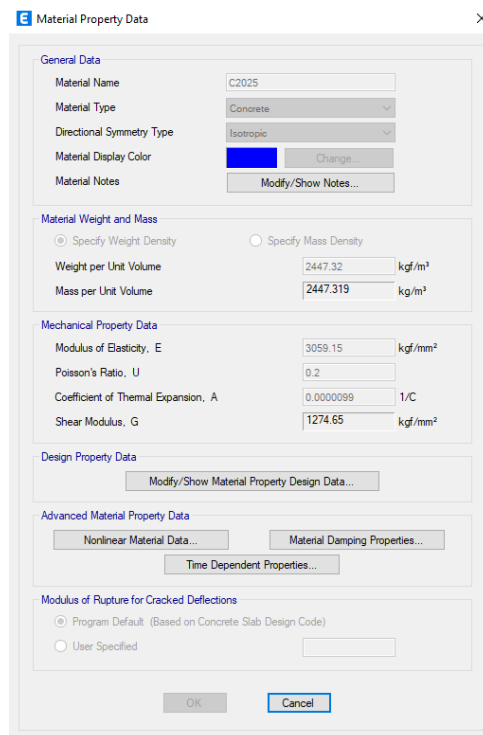 E Material Property Data
General Data
Material Name C2025
Material Type Concrete
Directional Symmetry Type Isotropic
Material Display Color Change...
Material Notes Modify/Show Notes...
Material Weight and Mass
Specify Weight Density Specify Mass Density
Weight per Unit Volume 2447.32 kgf/m³
Mass per Unit Volume 2447.319 kg/m³
Mechanical Property Data
Modulus of Elasticity, E 3059.15 kgf/mm²
Poisson's Ratio, U 0.2
Coefficient of Thermal Expansion, A 0.0000099 1/C
Shear Modulus, G 1274.65 kgf/mm²
Design Property Data
Modify/Show Material Property Design Data...
Advanced Material Property Data
Nonlinear Material Data... Material Damping Properties...
Time Dependent Properties...
Modulus of Rupture for Cracked Deflections
Program Default (Based on Concrete Slab Design Code)
User Specified
OK Cancel